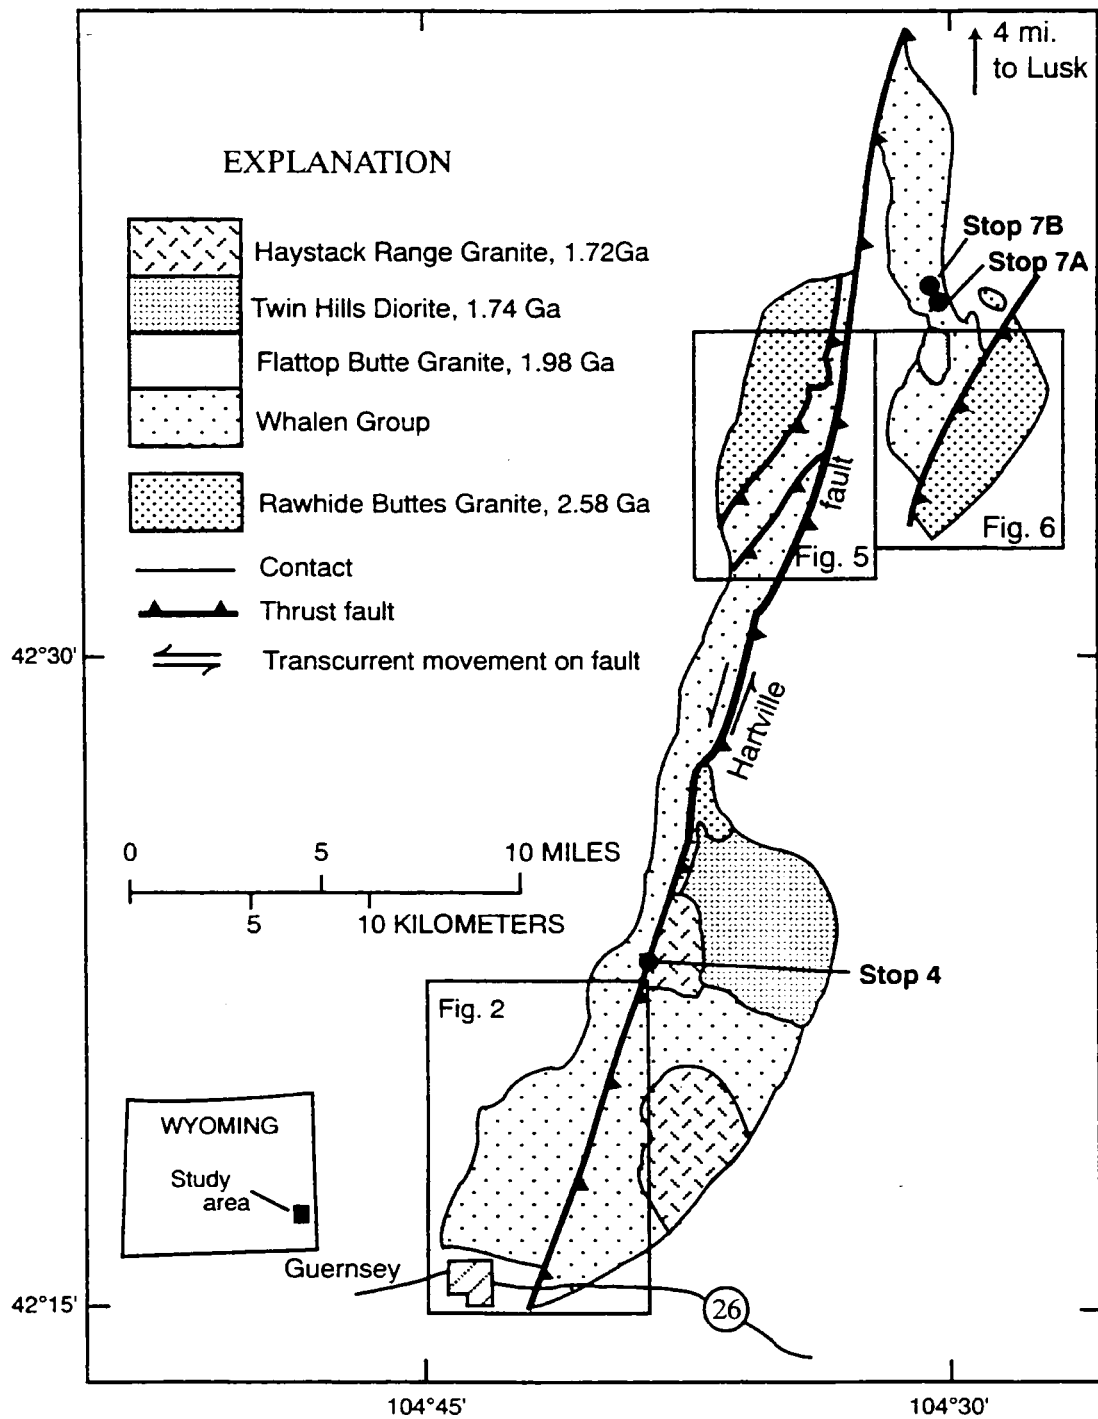 4 mi.
to Lusk
EXPLANATION
Haystack Range Granite, 1.72Ga
Twin Hills Diorite, 1.74 Ga
Flattop Butte Granite, 1.98 Ga
Whalen Group
Rawhide Buttes Granite, 2.58 Ga
Contact
Thrust fault
Transcurrent movement on fault
Stop 7B
Stop 7A
fault
Fig. 5
Fig. 6
42°30'
Hartville
0 5 10 MILES
5 10 KILOMETERS
Stop 4
Fig. 2
WYOMING
Study
area
Guernsey
26
42°15'
104°45' 104°30'